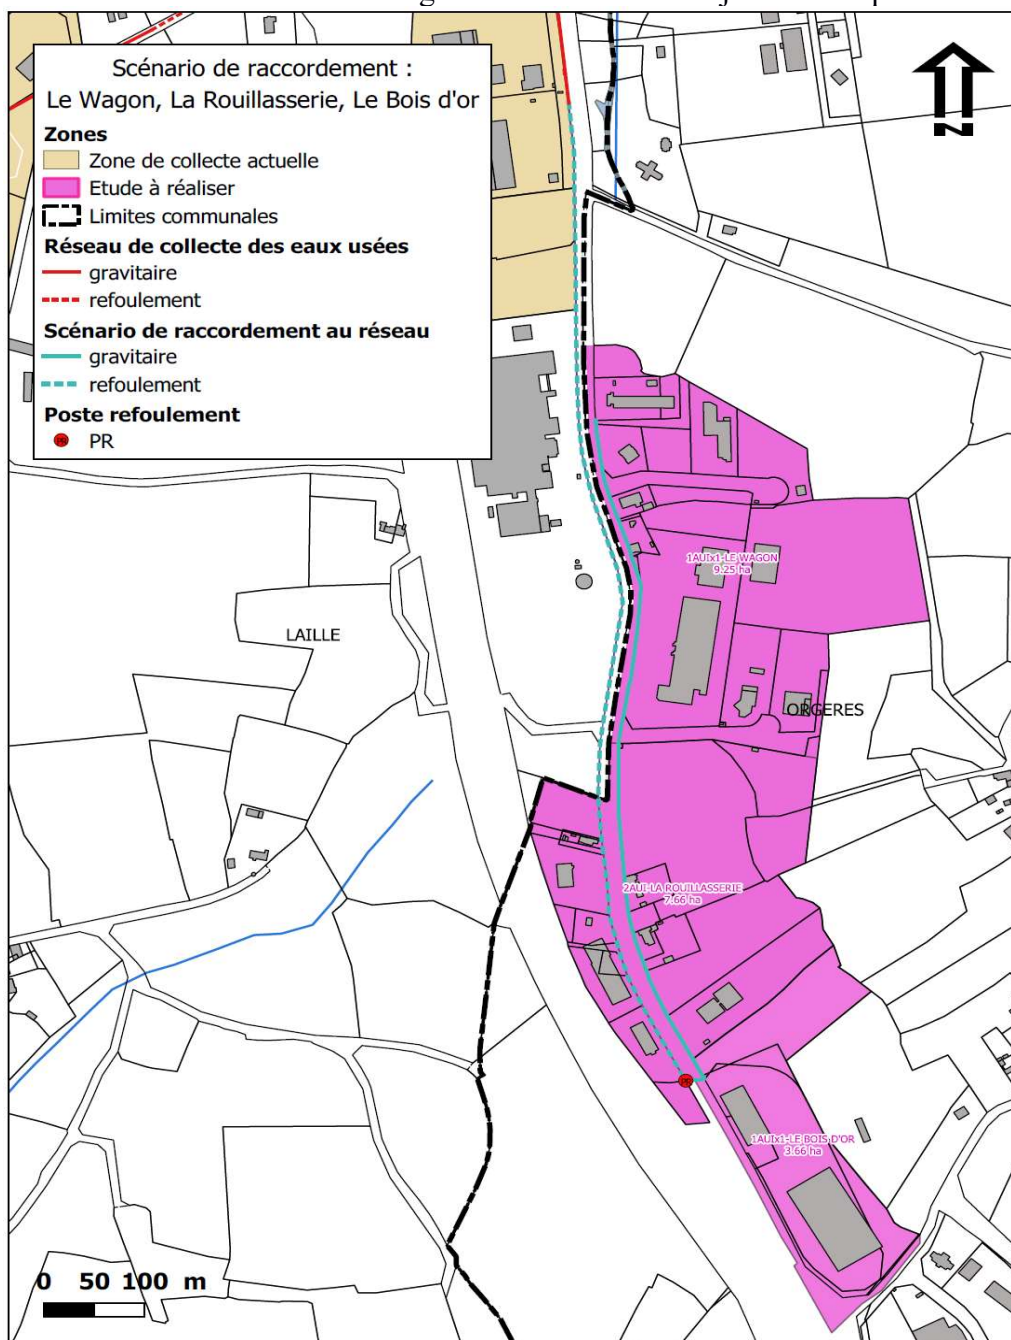 Scénario de raccordement :
Le Wagon, La Rouillasserie, Le Bois d'or
Zones
Zone de collecte actuelle
Etude à réaliser
Limites communales
Réseau de collecte des eaux usées
gravitaire
refoulement
Scénario de raccordement au réseau
gravitaire
refoulement
Poste refoulement
PR
PR
N
1AUIx1-LE WAGON
9.25 ha
LAILLE
ORGERES
2AUI-LA ROUILLASSERIE
7.66 ha
PR
1AUIx1-LE BOIS D'OR
3.66 ha
0 50 100 m